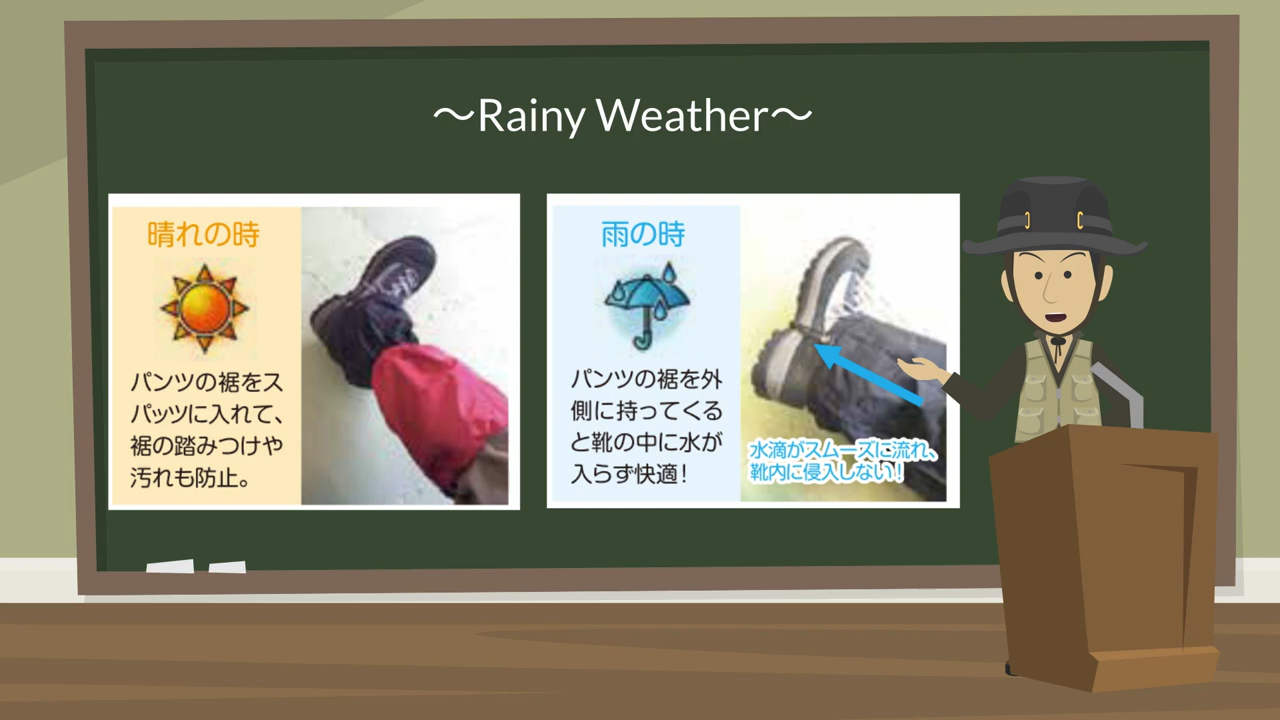 ～Rainy Weather～
晴れの時
パンツの裾をス
パッツに入れて、
裾の踏みつけや
汚れも防止。
雨の時
パンツの裾を外
側に持ってくる
と靴の中に水が
入らず快適！
水滴がスムーズに流れ、
靴内に侵入しない！